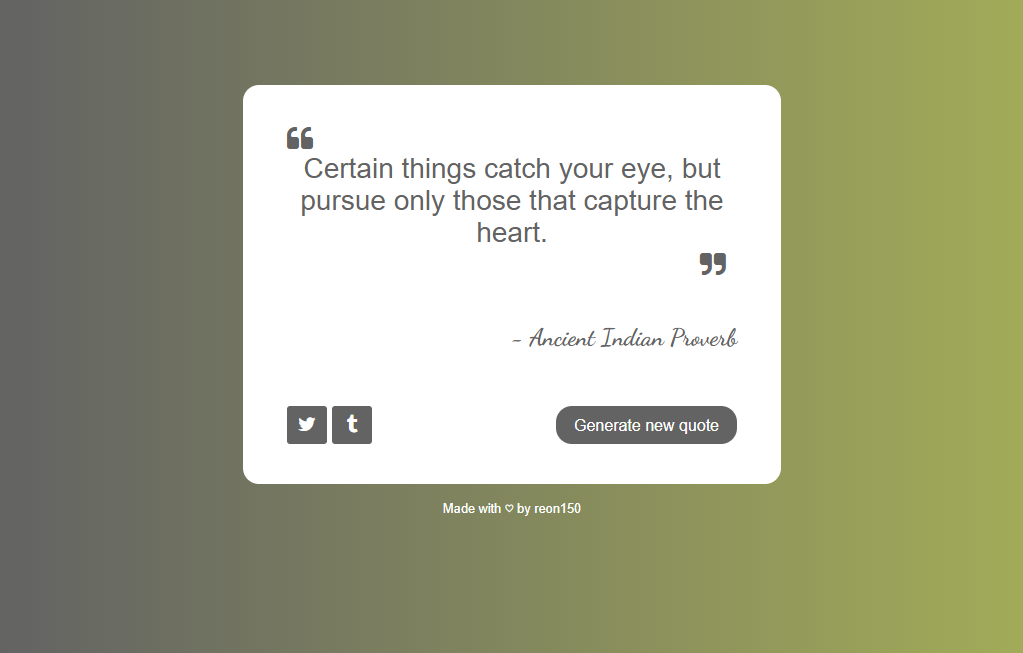 ❝
Certain things catch your eye, but
pursue only those that capture the
heart.
❞
- Ancient Indian Proverb
Generate new quote
Made with ♡ by reon150